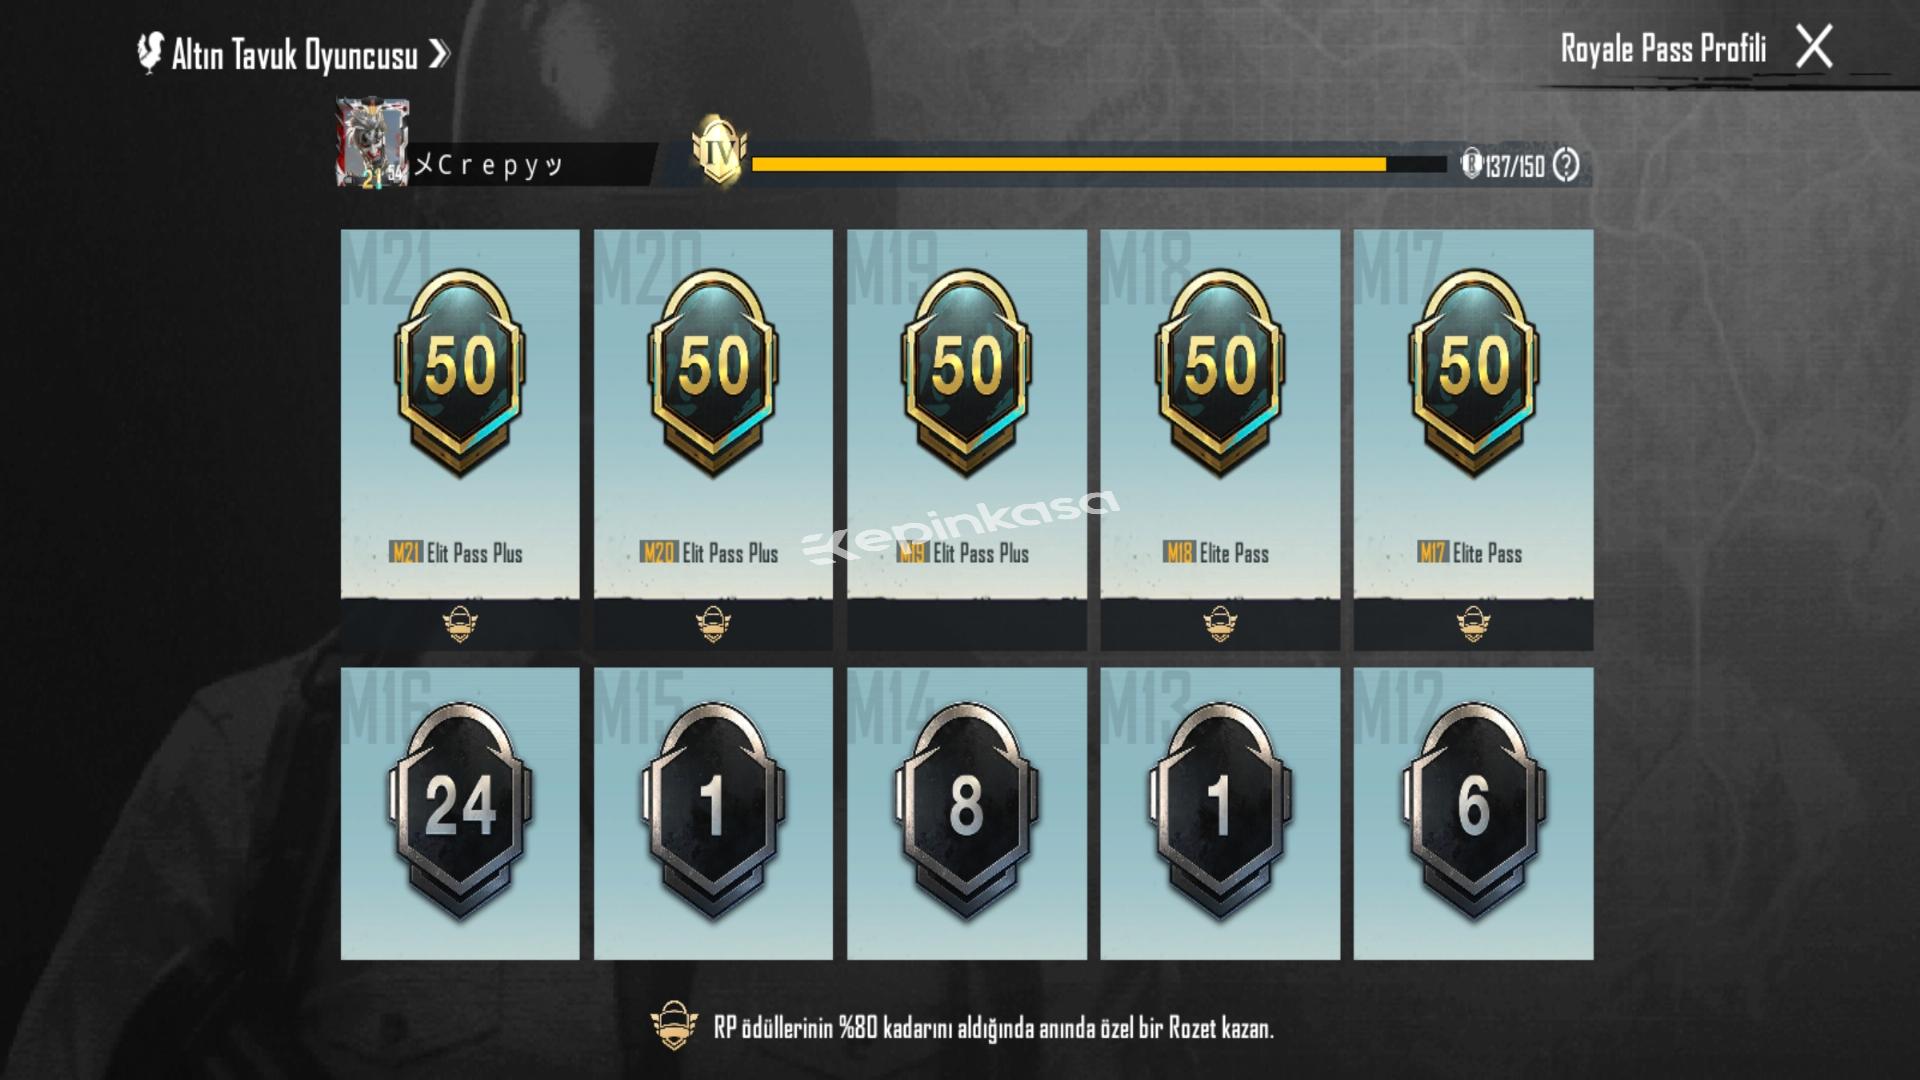 Altın Tavuk Oyuncusu
Royale Pass Profili
21 54
メCrepyッ
IV
137/150
M21 M20 M19 M18 M17
50 50 50 50 50
epinkasa
M21 Elit Pass Plus
M20 Elit Pass Plus
M19 Elit Pass Plus
M18 Elite Pass
M17 Elite Pass
M16 M15 M14 M13 M12
24 1 8 1 6
RP ödüllerinin %80 kadarını aldığında anında özel bir Rozet kazan.